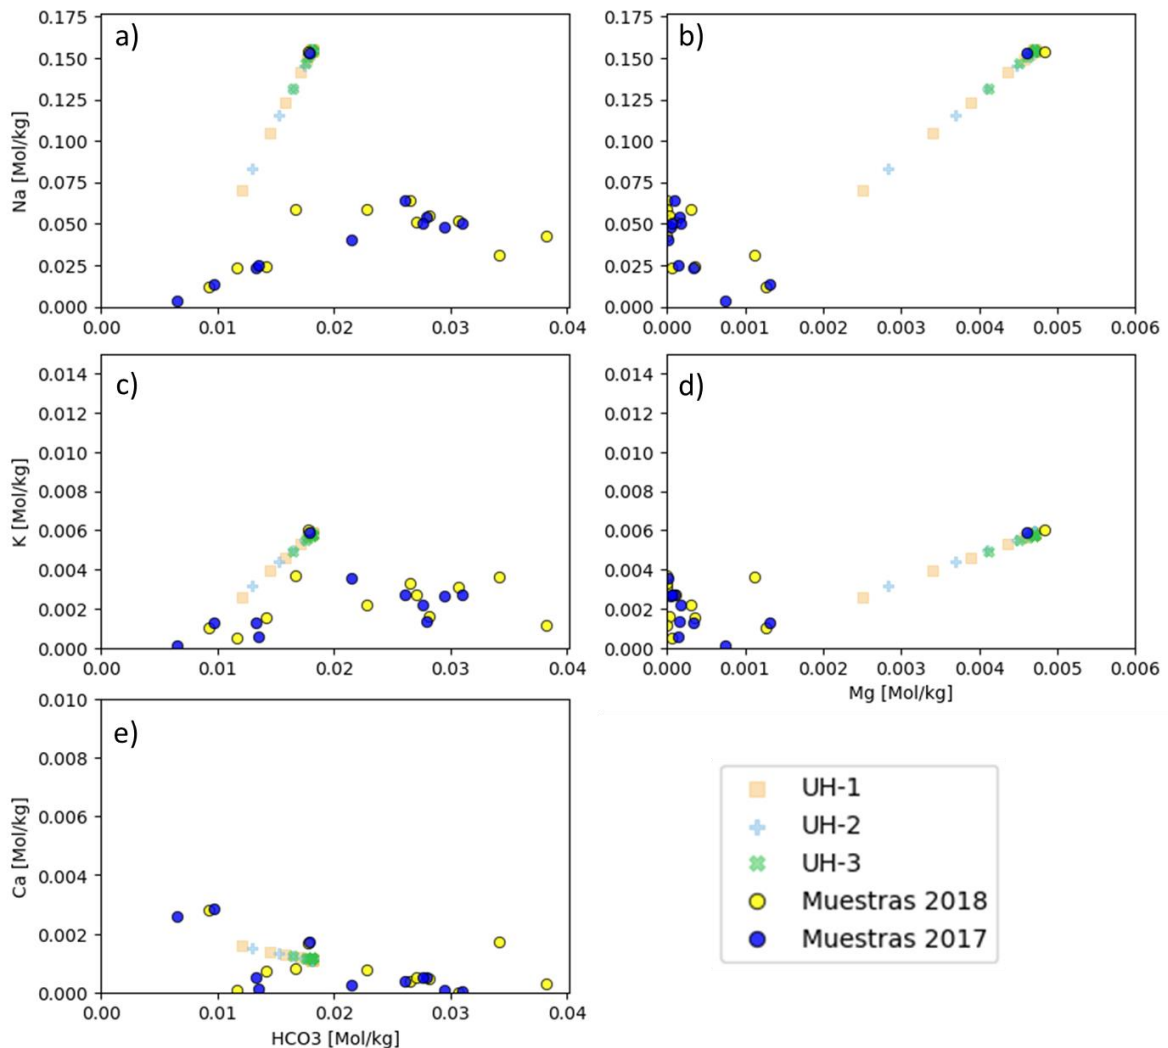 a)
0.175
0.150
0.125
0.100
0.075
0.050
0.025
0.000
Na [Mol/kg]
0.00 0.01 0.02 0.03 0.04
b)
0.175
0.150
0.125
0.100
0.075
0.050
0.025
0.000
0.000 0.001 0.002 0.003 0.004 0.005 0.006
c)
0.014
0.012
0.010
0.008
0.006
0.004
0.002
0.000
K [Mol/kg]
0.00 0.01 0.02 0.03 0.04
d)
0.014
0.012
0.010
0.008
0.006
0.004
0.002
0.000
0.000 0.001 0.002 0.003 0.004 0.005 0.006
Mg [Mol/kg]
e)
0.010
0.008
0.006
0.004
0.002
0.000
Ca [Mol/kg]
0.00 0.01 0.02 0.03 0.04
HCO3 [Mol/kg]
UH-1
UH-2
UH-3
Muestras 2018
Muestras 2017